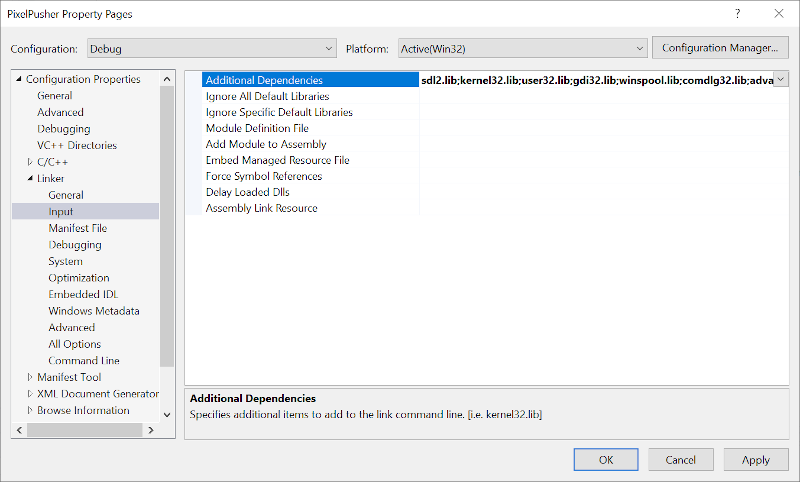 PixelPusher Property Pages
Configuration: Debug Platform: Active(Win32) Configuration Manager...
Configuration Properties
General
Advanced
Debugging
VC++ Directories
C/C++
Linker
General
Input
Manifest File
Debugging
System
Optimization
Embedded IDL
Windows Metadata
Advanced
All Options
Command Line
Manifest Tool
XML Document Generator
Browse Information
Additional Dependencies sdl2.lib;kernel32.lib;user32.lib;gdi32.lib;winspool.lib;comdlg32.lib;adva
Ignore All Default Libraries
Ignore Specific Default Libraries
Module Definition File
Add Module to Assembly
Embed Managed Resource File
Force Symbol References
Delay Loaded Dlls
Assembly Link Resource
Additional Dependencies
Specifies additional items to add to the link command line. [i.e. kernel32.lib]
OK Cancel Apply